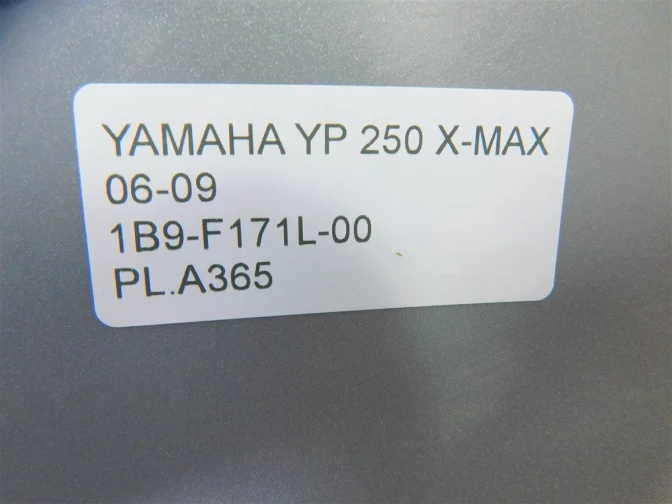 YAMAHA YP 250 X-MAX
06-09
1B9-F171L-00
PL.A365